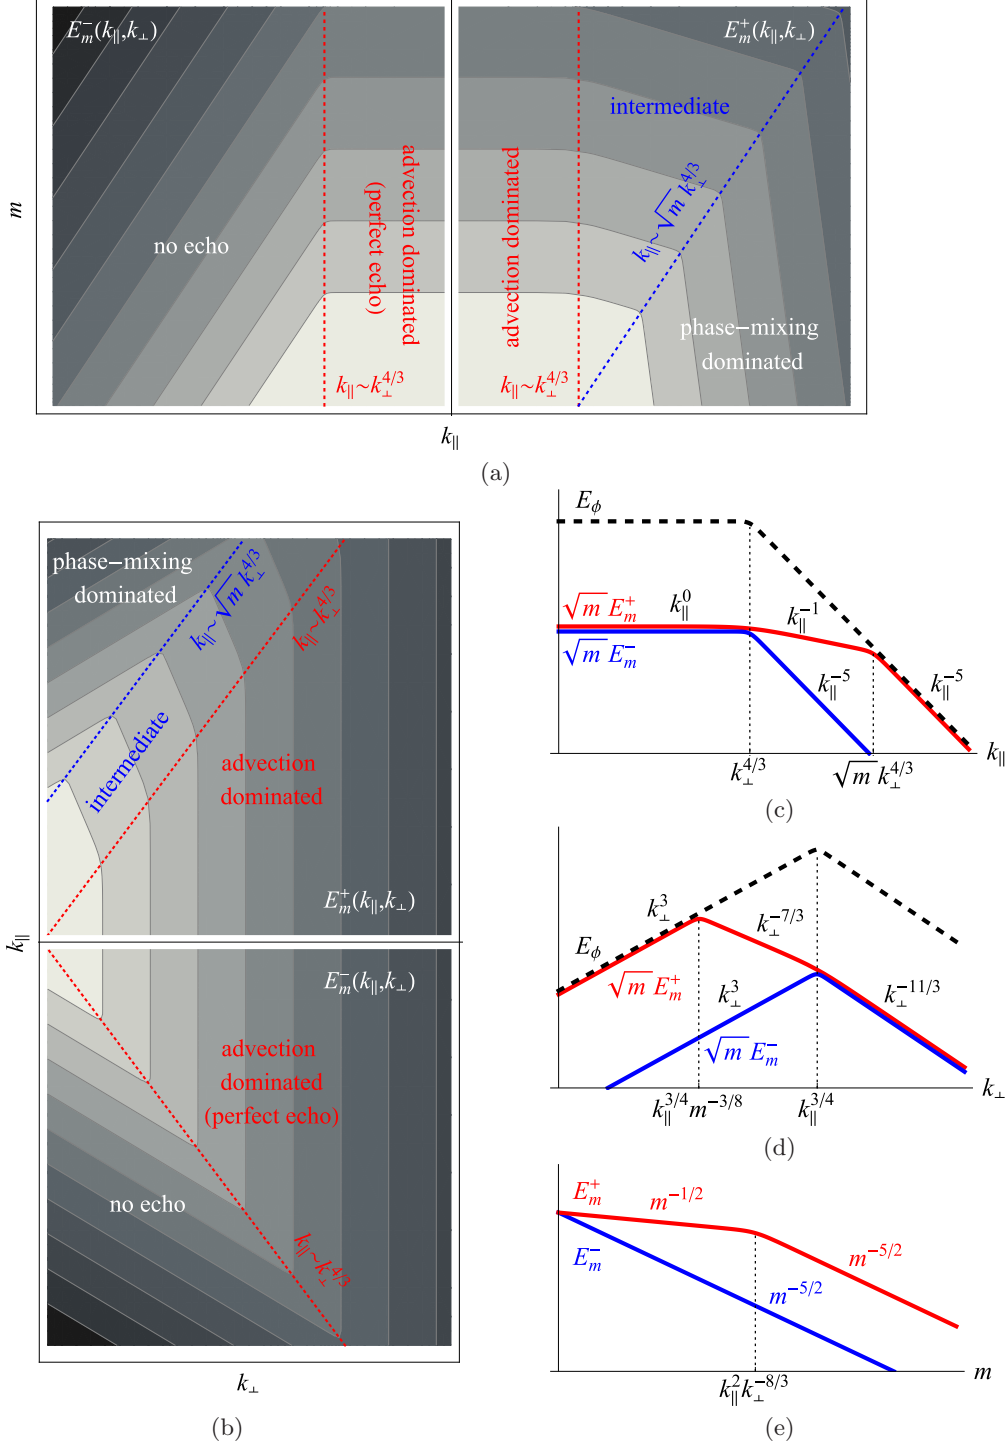 E_m^-(k_∥,k_⊥)
E_m^+(k_∥,k_⊥)
intermediate
no echo
advection dominated
(perfect echo)
advection dominated
k_∥~√m k_⊥^{4/3}
phase−mixing
dominated
k_∥~k_⊥^{4/3}
k_∥~k_⊥^{4/3}
m
k_∥
(a)
phase−mixing
dominated
k_∥~√m k_⊥^{4/3}
k_∥~k_⊥^{4/3}
intermediate
advection
dominated
E_m^+(k_∥,k_⊥)
k_∥
E_m^-(k_∥,k_⊥)
advection
dominated
(perfect echo)
no echo
k_∥~k_⊥^{4/3}
k_⊥
(b)
E_ϕ
√m E_m^+
k_∥^0
k_∥^{-1}
√m E_m^-
k_∥^{-5}
k_∥^{-5}
k_∥
k_⊥^{4/3}
√m k_⊥^{4/3}
(c)
k_⊥^3
k_⊥^{-7/3}
E_ϕ
√m E_m^+
k_⊥^3
k_⊥^{-11/3}
√m E_m^-
k_⊥
k_∥^{3/4} m^{-3/8}
k_∥^{3/4}
(d)
E_m^+
m^{-1/2}
E_m^-
m^{-5/2}
m^{-5/2}
m
k_∥^2 k_⊥^{-8/3}
(e)